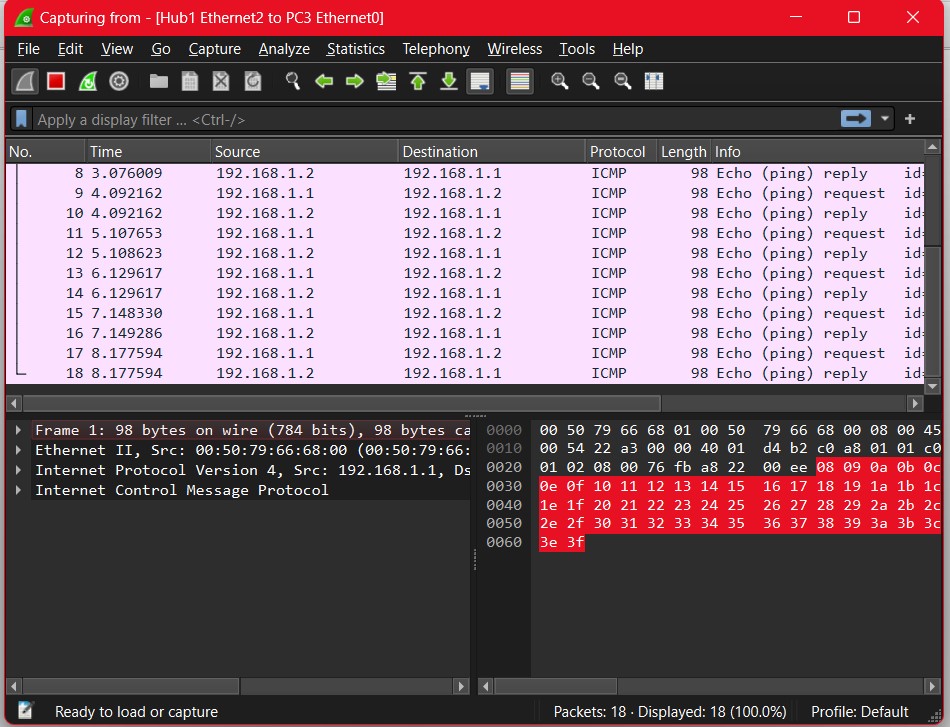 Capturing from - [Hub1 Ethernet2 to PC3 Ethernet0]
File Edit View Go Capture Analyze Statistics Telephony Wireless Tools Help
Apply a display filter ... <Ctrl-/>
No. Time Source Destination Protocol Length Info
8 3.076009 192.168.1.2 192.168.1.1 ICMP 98 Echo (ping) reply id=
9 4.092162 192.168.1.1 192.168.1.2 ICMP 98 Echo (ping) request id=
10 4.092162 192.168.1.2 192.168.1.1 ICMP 98 Echo (ping) reply id=
11 5.107653 192.168.1.1 192.168.1.2 ICMP 98 Echo (ping) request id=
12 5.108623 192.168.1.2 192.168.1.1 ICMP 98 Echo (ping) reply id=
13 6.129617 192.168.1.1 192.168.1.2 ICMP 98 Echo (ping) request id=
14 6.129617 192.168.1.2 192.168.1.1 ICMP 98 Echo (ping) reply id=
15 7.148330 192.168.1.1 192.168.1.2 ICMP 98 Echo (ping) request id=
16 7.149286 192.168.1.2 192.168.1.1 ICMP 98 Echo (ping) reply id=
17 8.177594 192.168.1.1 192.168.1.2 ICMP 98 Echo (ping) request id=
18 8.177594 192.168.1.2 192.168.1.1 ICMP 98 Echo (ping) reply id=
Frame 1: 98 bytes on wire (784 bits), 98 bytes ca
Ethernet II, Src: 00:50:79:66:68:00 (00:50:79:66:
Internet Protocol Version 4, Src: 192.168.1.1, Ds
Internet Control Message Protocol
0000 00 50 79 66 68 01 00 50 79 66 68 00 08 00 45
0010 00 54 22 a3 00 00 40 01 d4 b2 c0 a8 01 01 c0
0020 01 02 08 00 76 fb a8 22 00 ee 08 09 0a 0b 0c
0030 0e 0f 10 11 12 13 14 15 16 17 18 19 1a 1b 1c
0040 1e 1f 20 21 22 23 24 25 26 27 28 29 2a 2b 2c
0050 2e 2f 30 31 32 33 34 35 36 37 38 39 3a 3b 3c
0060 3e 3f
Ready to load or capture
Packets: 18 · Displayed: 18 (100.0%)
Profile: Default